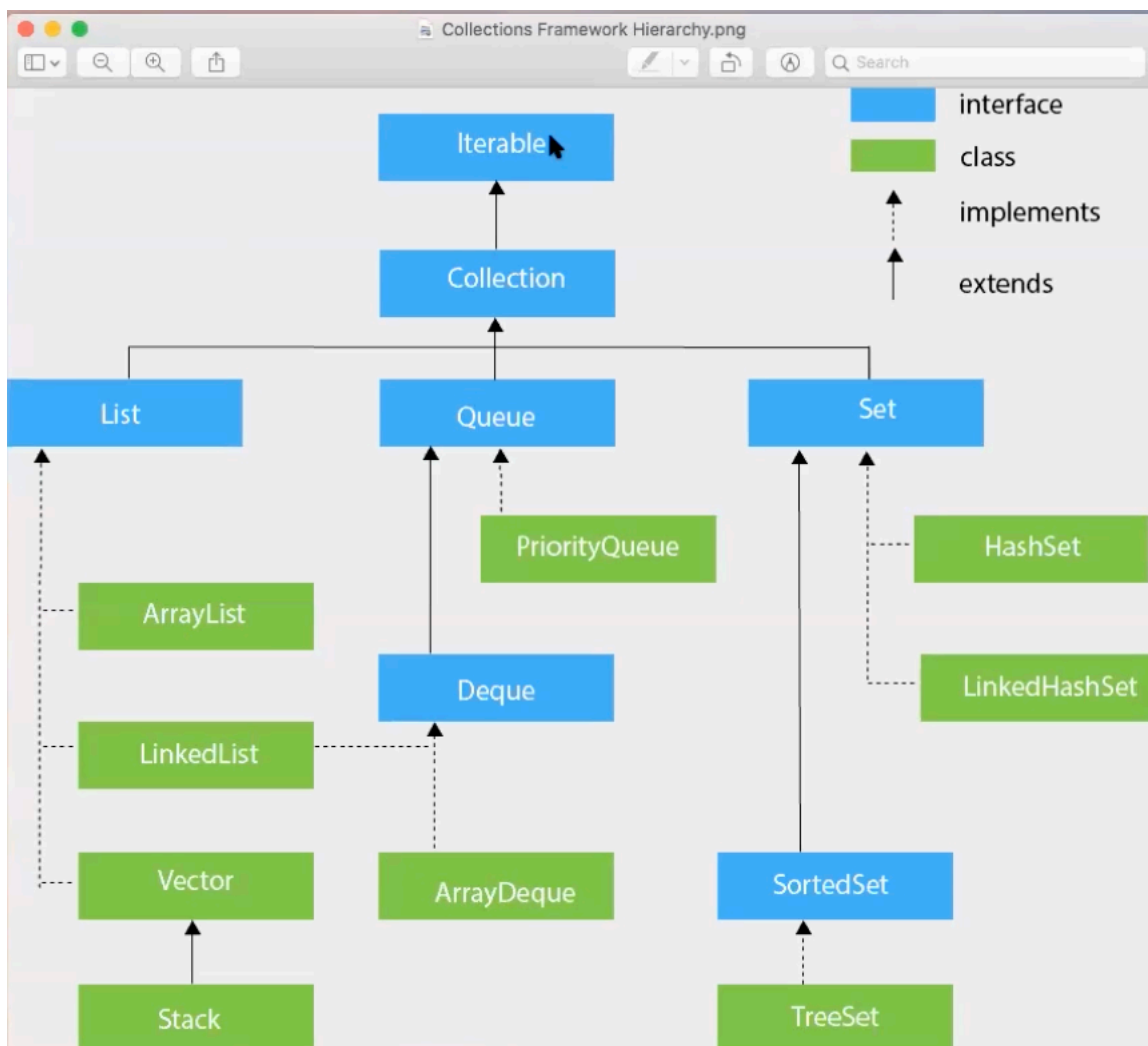 Collections Framework Hierarchy.png
Search
interface
Iterable
class
implements
Collection
extends
List
Queue
Set
PriorityQueue
HashSet
ArrayList
Deque
LinkedHashSet
LinkedList
Vector
ArrayDeque
SortedSet
Stack
TreeSet